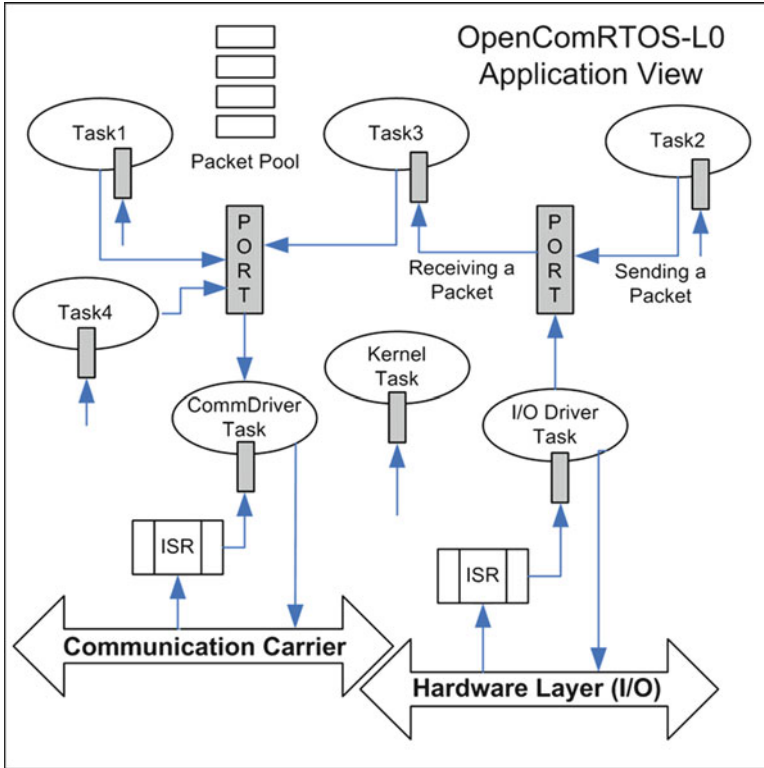 OpenComRTOS-L0
Application View
Task1
Packet Pool
Task3
Task2
P
O
R
T
P
O
R
T
Receiving a
Packet
Sending a
Packet
Task4
Kernel
Task
CommDriver
Task
I/O Driver
Task
ISR
ISR
Communication Carrier
Hardware Layer (I/O)